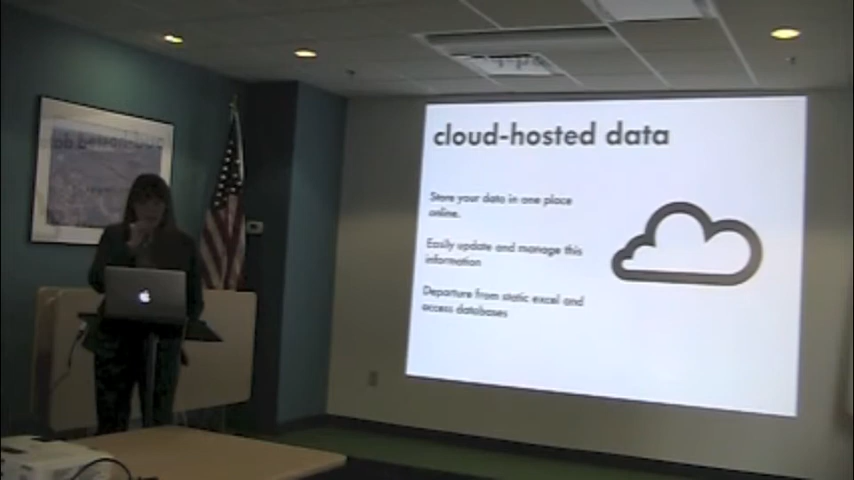 cloud-hosted data
Store your data in one place
online.
Easily update and manage this
information
Departure from static excel and
access databases